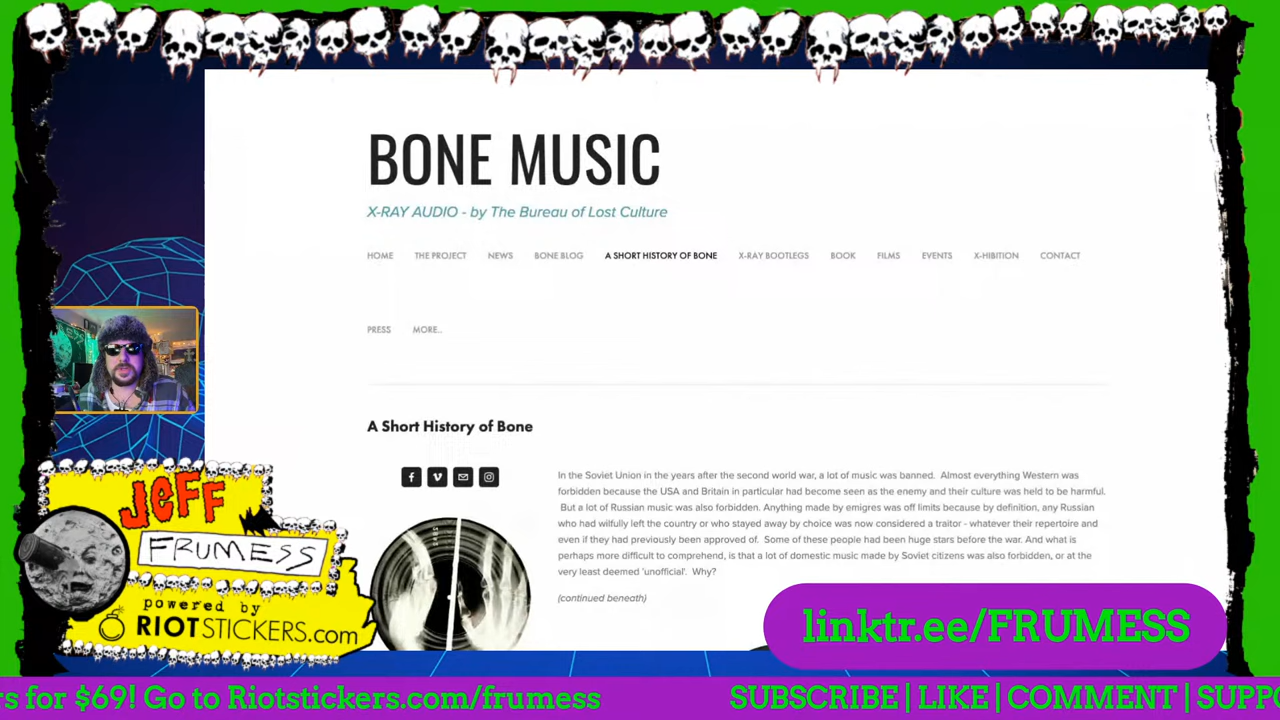 BONE MUSIC
X-RAY AUDIO - by The Bureau of Lost Culture
HOME THE PROJECT NEWS BONE BLOG A SHORT HISTORY OF BONE X-RAY BOOTLEGS BOOK FILMS EVENTS X-HIBITION CONTACT
PRESS MORE..
A Short History of Bone
In the Soviet Union in the years after the second world war, a lot of music was banned. Almost everything Western was
forbidden because the USA and Britain in particular had become seen as the enemy and their culture was held to be harmful.
But a lot of Russian music was also forbidden. Anything made by emigres was off limits because by definition, any Russian
who had wilfully left the country or who stayed away by choice was now considered a traitor - whatever their repertoire and
even if they had previously been approved of. Some of these people had been huge stars before the war. And what is
perhaps more difficult to comprehend, is that a lot of domestic music made by Soviet citizens was also forbidden, or at the
very least deemed 'unofficial'. Why?
(continued beneath)
JEFF
FRUMESS
powered by
RIOTSTICKERS.com
linktr.ee/FRUMESS
rs for $69! Go to Riotstickers.com/frumess SUBSCRIBE | LIKE | COMMENT | SUPPO